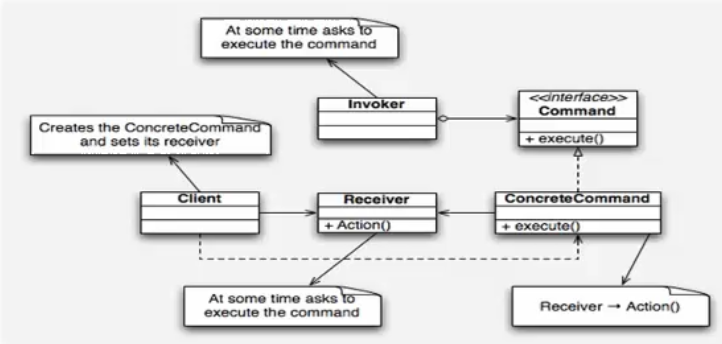 At some time asks to
execute the command
Invoker
<<interface>>
Command
+ execute()
Creates the ConcreteCommand
and sets its receiver
Client
Receiver
+ Action()
ConcreteCommand
+ execute()
At some time asks to
execute the command
Receiver → Action()